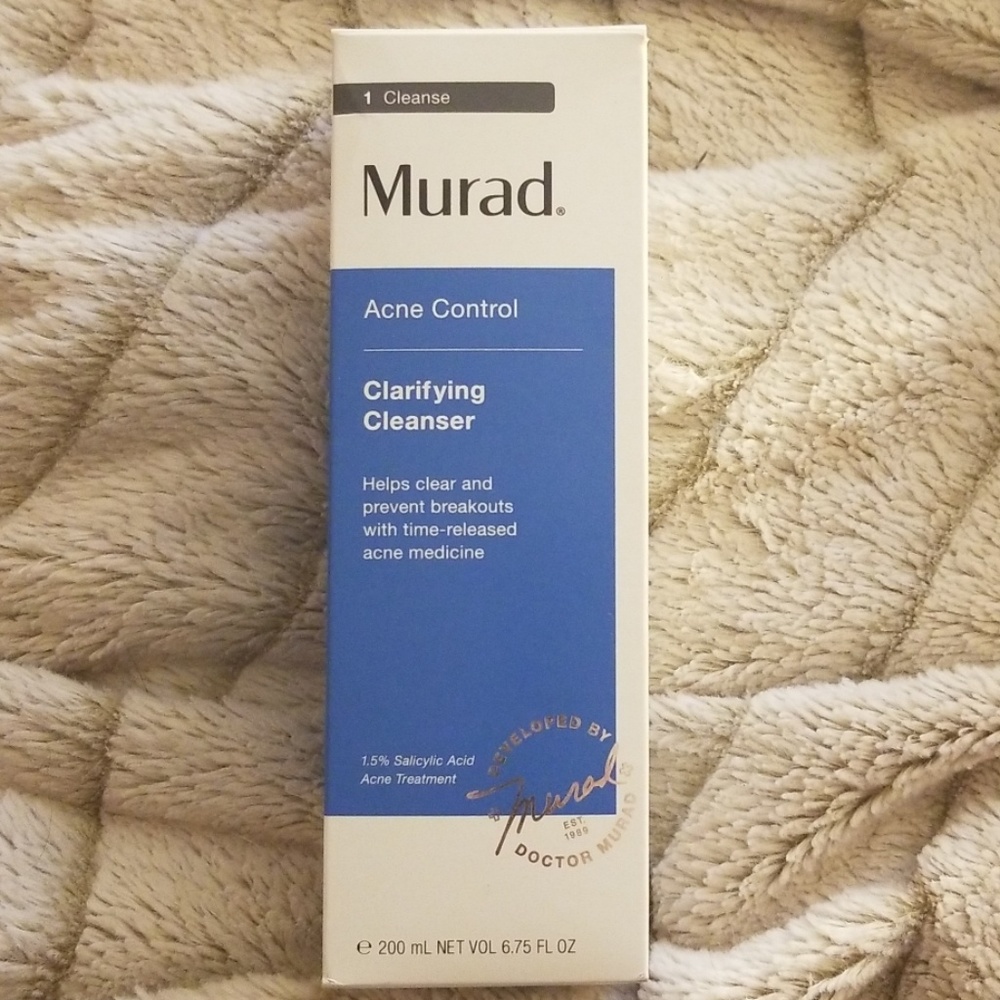 1 Cleanse
Murad®
Acne Control
Clarifying
Cleanser
Helps clear and
prevent breakouts
with time-released
acne medicine
1.5% Salicylic Acid
Acne Treatment
DEVELOPED BY
Murad
EST.
1989
DOCTOR MURAD
℮ 200 mL NET VOL 6.75 FL OZ